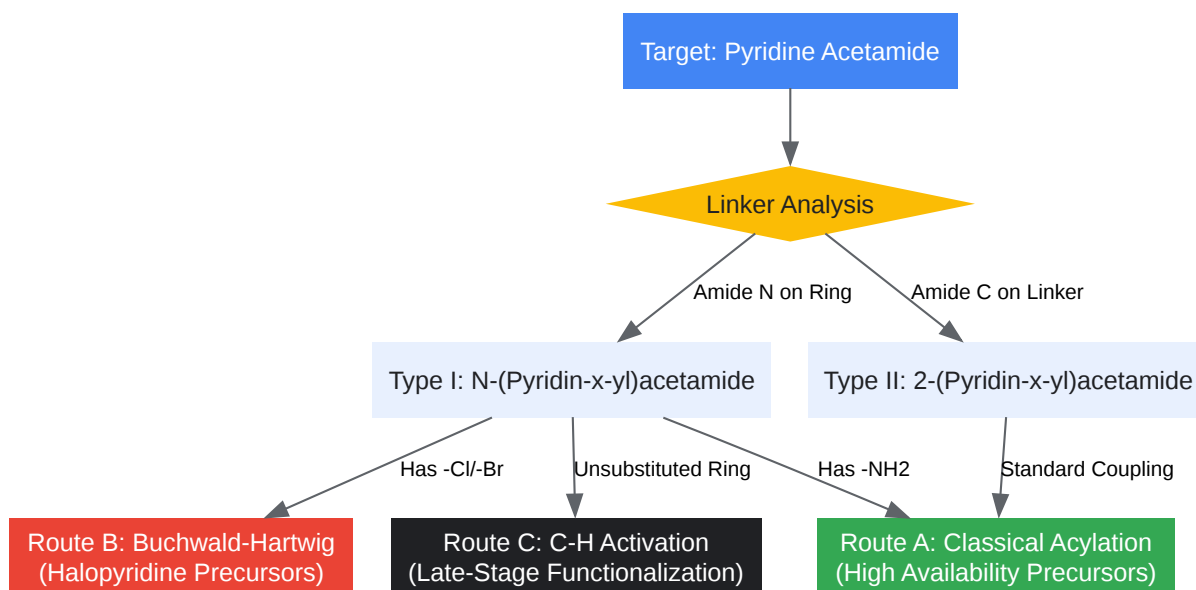 Target: Pyridine Acetamide
Linker Analysis
Amide N on Ring
Amide C on Linker
Type I: N-(Pyridin-x-yl)acetamide
Type II: 2-(Pyridin-x-yl)acetamide
Has -Cl/-Br
Unsubstituted Ring
Has -NH2
Standard Coupling
Route B: Buchwald-Hartwig
(Halopyridine Precursors)
Route C: C-H Activation
(Late-Stage Functionalization)
Route A: Classical Acylation
(High Availability Precursors)